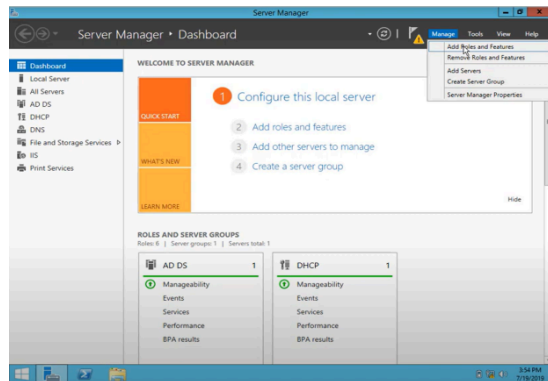 Server Manager
Server Manager • Dashboard
Manage Tools View Help
Add Roles and Features
Remove Roles and Features
Add Servers
Create Server Group
Server Manager Properties
Dashboard
Local Server
All Servers
AD DS
DHCP
DNS
File and Storage Services
IIS
Print Services
WELCOME TO SERVER MANAGER
QUICK START
WHAT'S NEW
LEARN MORE
1 Configure this local server
2 Add roles and features
3 Add other servers to manage
4 Create a server group
Hide
ROLES AND SERVER GROUPS
Roles: 6 | Server groups: 1 | Servers total: 1
AD DS 1
Manageability
Events
Services
Performance
BPA results
DHCP 1
Manageability
Events
Services
Performance
BPA results
3:54 PM
7/19/2016